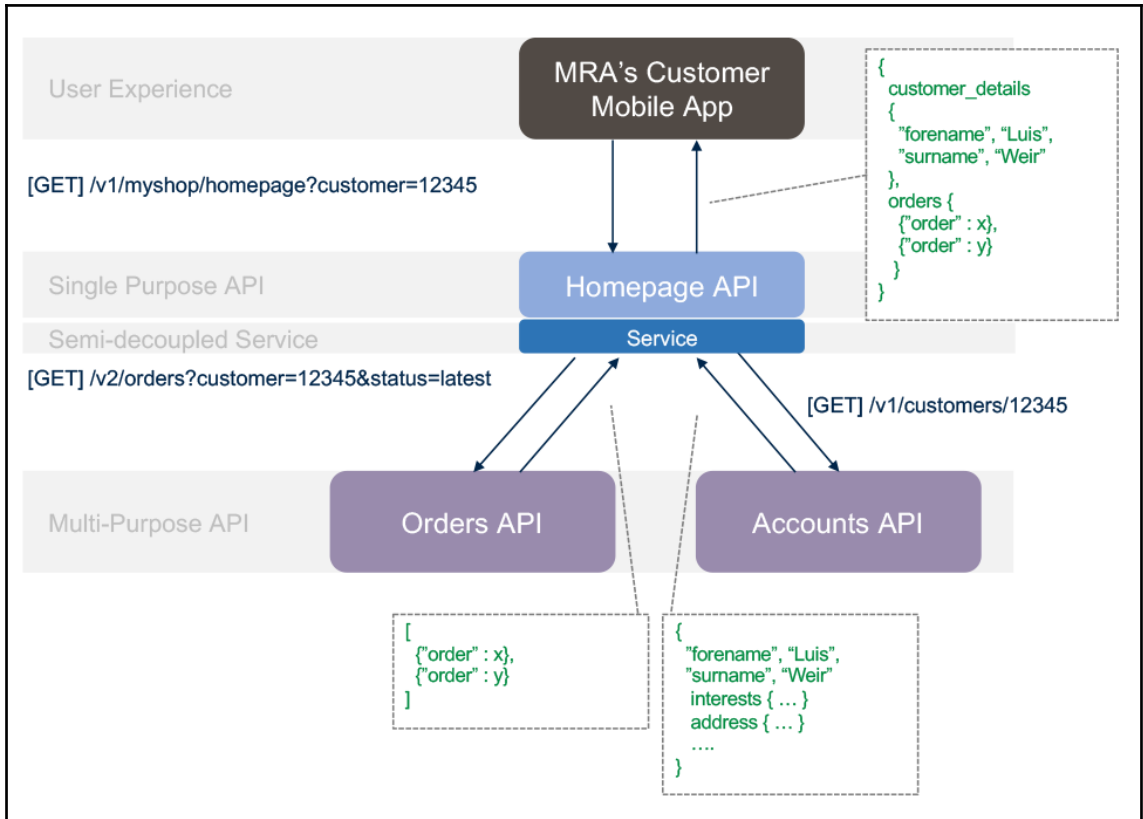 User Experience
MRA's Customer
Mobile App
{
customer_details
{
"forename", "Luis",
"surname", "Weir"
},
orders {
{"order" : x},
{"order" : y}
}
}
[GET] /v1/myshop/homepage?customer=12345
Single Purpose API
Homepage API
Semi-decoupled Service
Service
[GET] /v2/orders?customer=12345&status=latest
[GET] /v1/customers/12345
Multi-Purpose API
Orders API
Accounts API
[
{"order" : x},
{"order" : y}
]
{
"forename", "Luis",
"surname", "Weir"
interests { … }
address { … }
….
}